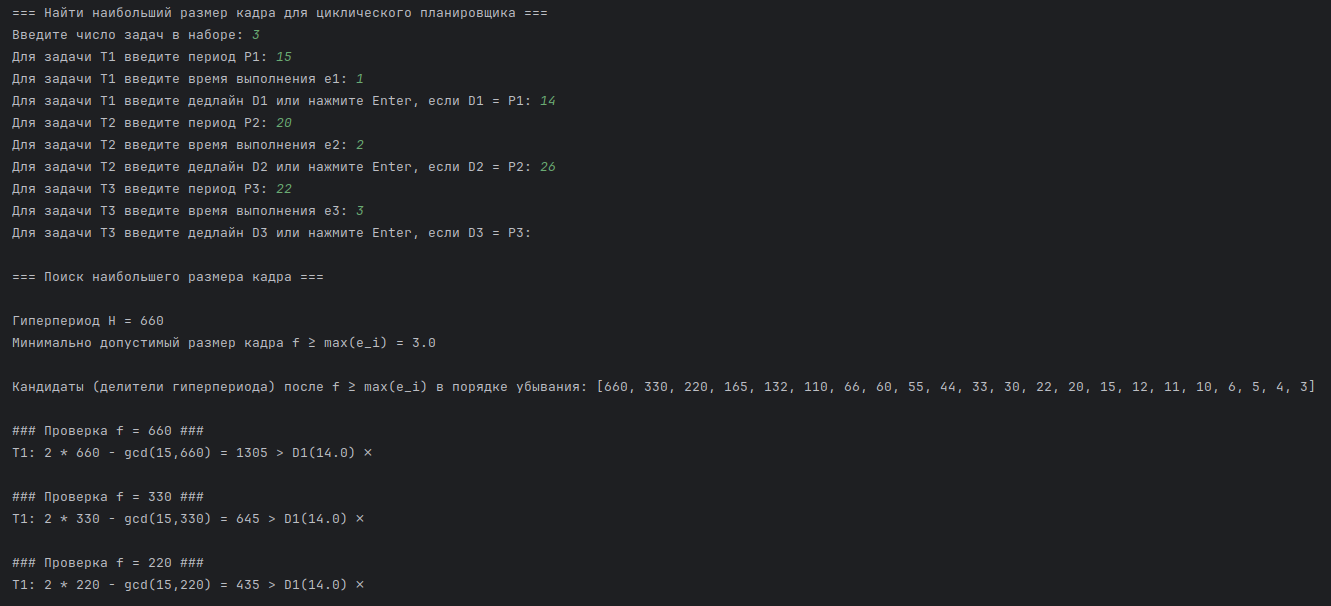 === Найти наибольший размер кадра для циклического планировщика ===
Введите число задач в наборе: 3
Для задачи T1 введите период P1: 15
Для задачи T1 введите время выполнения e1: 1
Для задачи T1 введите дедлайн D1 или нажмите Enter, если D1 = P1: 14
Для задачи T2 введите период P2: 20
Для задачи T2 введите время выполнения e2: 2
Для задачи T2 введите дедлайн D2 или нажмите Enter, если D2 = P2: 26
Для задачи T3 введите период P3: 22
Для задачи T3 введите время выполнения e3: 3
Для задачи T3 введите дедлайн D3 или нажмите Enter, если D3 = P3:
=== Поиск наибольшего размера кадра ===
Гиперпериод H = 660
Минимально допустимый размер кадра f ≥ max(e_i) = 3.0
Кандидаты (делители гиперпериода) после f ≥ max(e_i) в порядке убывания: [660, 330, 220, 165, 132, 110, 66, 60, 55, 44, 33, 30, 22, 20, 15, 12, 11, 10, 6, 5, 4, 3]
### Проверка f = 660 ###
T1: 2 * 660 - gcd(15,660) = 1305 > D1(14.0) ×
### Проверка f = 330 ###
T1: 2 * 330 - gcd(15,330) = 645 > D1(14.0) ×
### Проверка f = 220 ###
T1: 2 * 220 - gcd(15,220) = 435 > D1(14.0) ×